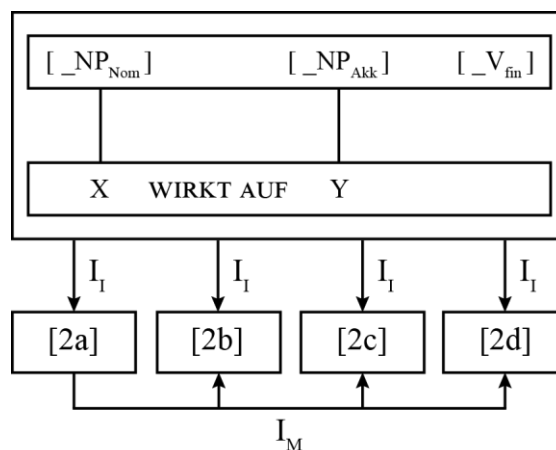 [ _NP_Nom ] [ _NP_Akk ] [ _V_fin ]
X WIRKT AUF Y
I_I I_I I_I I_I
[2a] [2b] [2c] [2d]
I_M